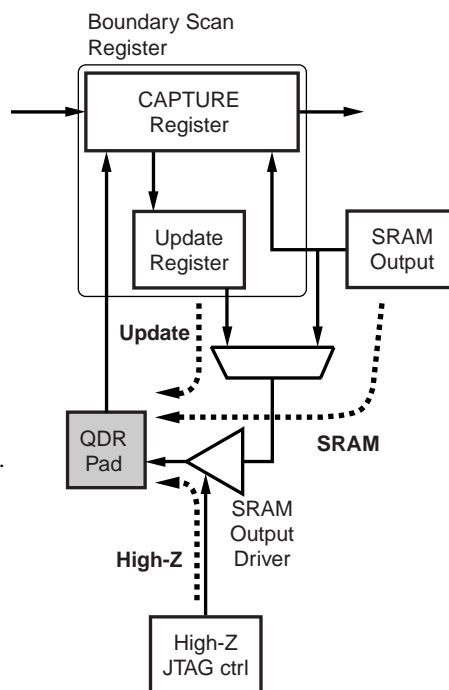 Boundary Scan
Register
CAPTURE
Register
Update
Register
SRAM
Output
Update
SRAM
QDR
Pad
.
SRAM
Output
Driver
High-Z
High-Z
JTAG ctrl